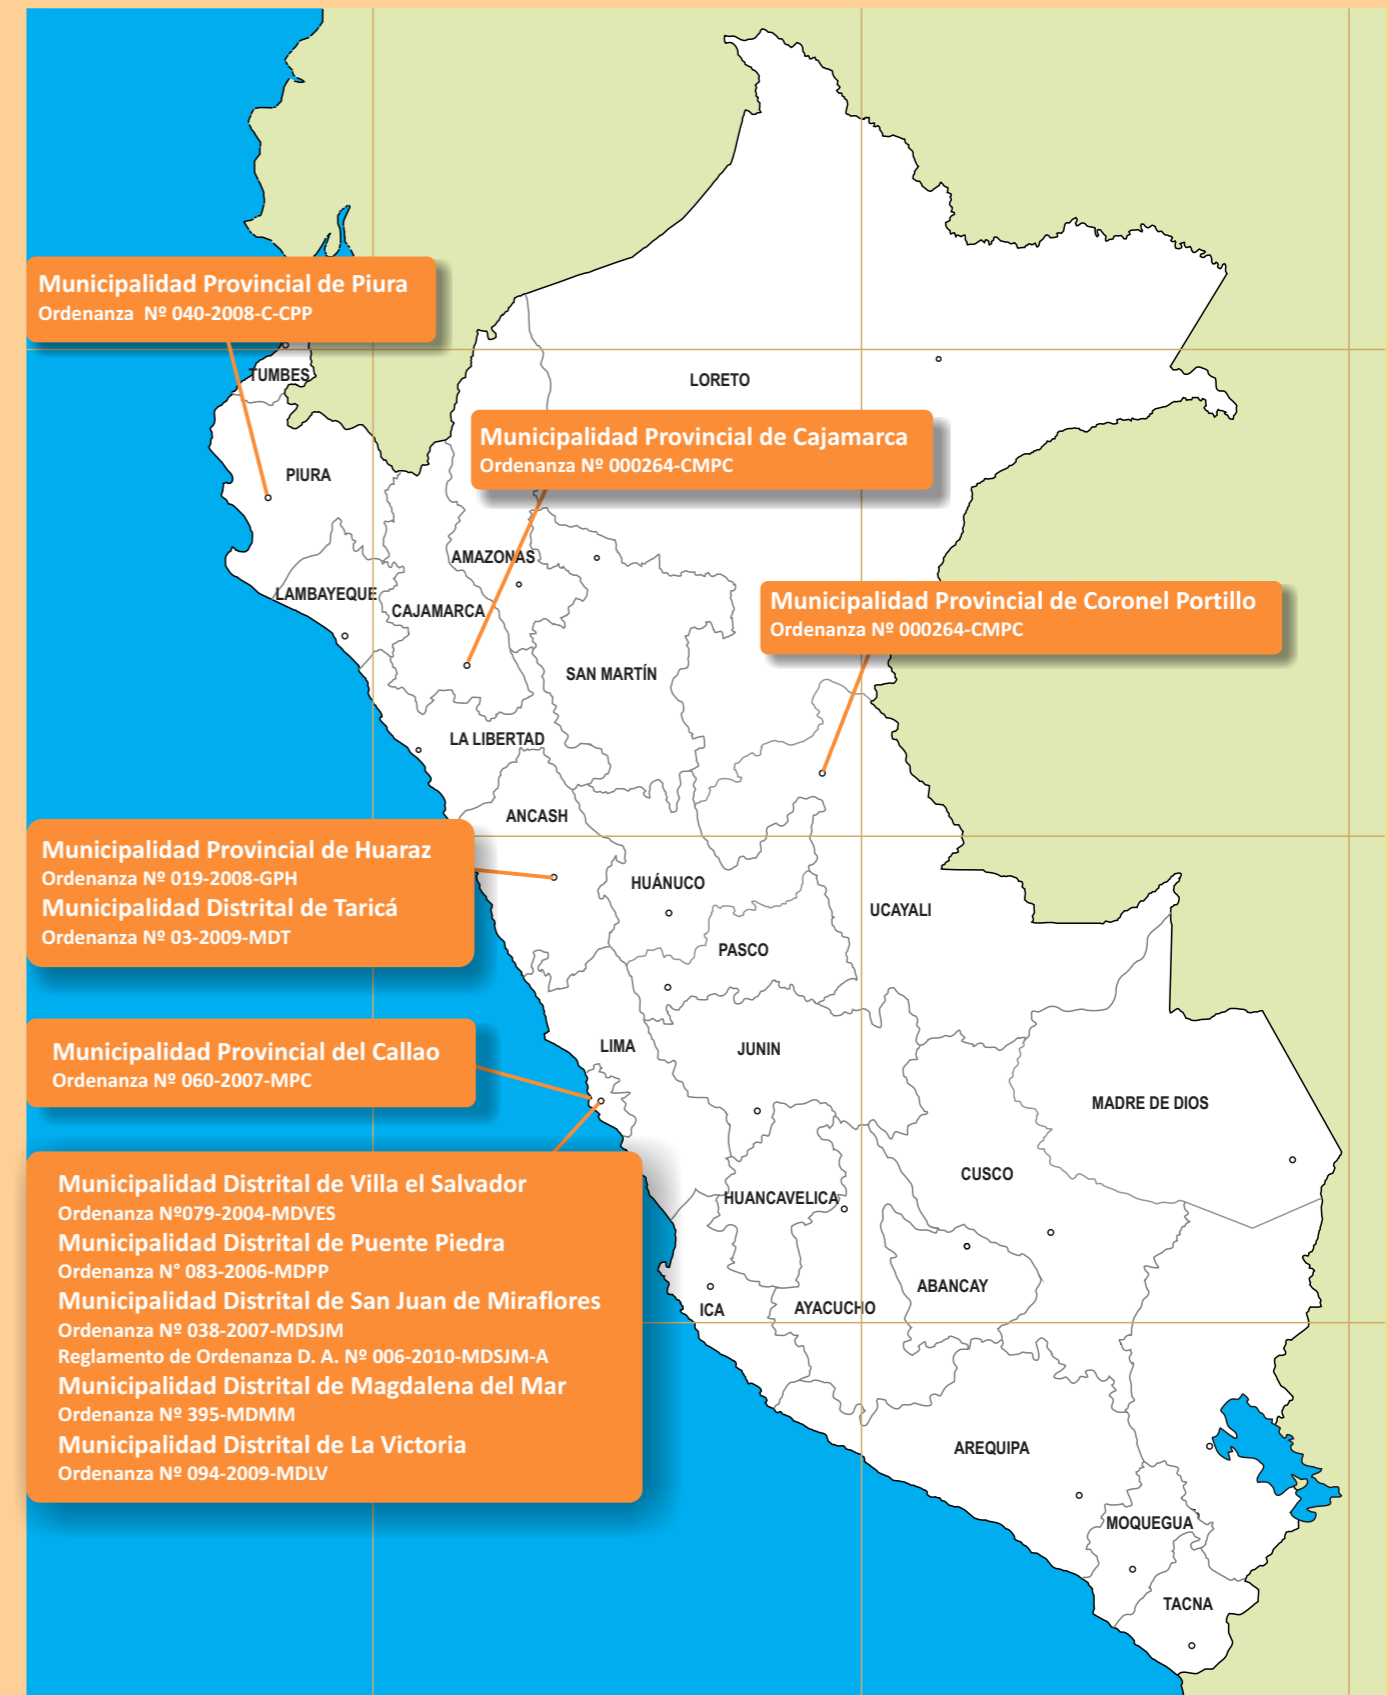 Municipalidad Provincial de Piura
Ordenanza Nº 040-2008-C-CPP
TUMBES
LORETO
Municipalidad Provincial de Cajamarca
Ordenanza Nº 000264-CMPC
PIURA
AMAZONAS
LAMBAYEQUE
CAJAMARCA
Municipalidad Provincial de Coronel Portillo
Ordenanza Nº 000264-CMPC
SAN MARTÍN
LA LIBERTAD
ANCASH
Municipalidad Provincial de Huaraz
Ordenanza Nº 019-2008-GPH
Municipalidad Distrital de Taricá
Ordenanza Nº 03-2009-MDT
HUÁNUCO
UCAYALI
PASCO
Municipalidad Provincial del Callao
Ordenanza Nº 060-2007-MPC
LIMA
JUNIN
MADRE DE DIOS
CUSCO
HUANCAVELICA
Municipalidad Distrital de Villa el Salvador
Ordenanza Nº079-2004-MDVES
Municipalidad Distrital de Puente Piedra
Ordenanza N° 083-2006-MDPP
Municipalidad Distrital de San Juan de Miraflores
Ordenanza Nº 038-2007-MDSJM
Reglamento de Ordenanza D. A. Nº 006-2010-MDSJM-A
Municipalidad Distrital de Magdalena del Mar
Ordenanza Nº 395-MDMM
Municipalidad Distrital de La Victoria
Ordenanza Nº 094-2009-MDLV
ABANCAY
ICA
AYACUCHO
AREQUIPA
MOQUEGUA
TACNA